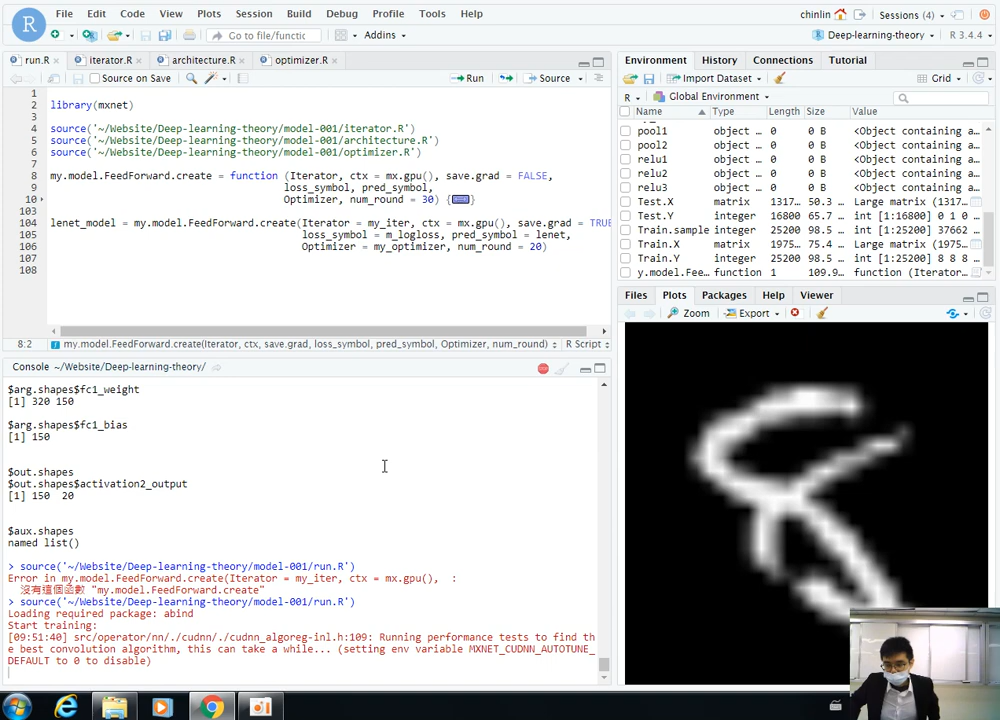 File Edit Code View Plots Session Build Debug Profile Tools Help
chinlin Sessions (4)
Go to file/functic Addins
Deep-learning-theory R 3.4.4
run.R iterator.R architecture.R optimizer.R
Source on Save Run Source
1
2 library(mxnet)
3
4 source('~/Website/Deep-learning-theory/model-001/iterator.R')
5 source('~/Website/Deep-learning-theory/model-001/architecture.R')
6 source('~/Website/Deep-learning-theory/model-001/optimizer.R')
7
8 my.model.FeedForward.create = function (Iterator, ctx = mx.gpu(), save.grad = FALSE,
9 loss_symbol, pred_symbol,
10 Optimizer, num_round = 30) {
103
104 lenet_model = my.model.FeedForward.create(Iterator = my_iter, ctx = mx.gpu(), save.grad = TRUE
105 loss_symbol = m_logloss, pred_symbol = lenet,
106 Optimizer = my_optimizer, num_round = 20)
107
108
8:2 my.model.FeedForward.create(Iterator, ctx, save.grad, loss_symbol, pred_symbol, Optimizer, num_round) R Script
Console ~/Website/Deep-learning-theory/
$arg.shapes$fc1_weight
[1] 320 150
$arg.shapes$fc1_bias
[1] 150
$out.shapes
$out.shapes$activation2_output
[1] 150 20
$aux.shapes
named list()
> source('~/Website/Deep-learning-theory/model-001/run.R')
Error in my.model.FeedForward.create(Iterator = my_iter, ctx = mx.gpu(), :
沒有這個函數 "my.model.FeedForward.create"
> source('~/Website/Deep-learning-theory/model-001/run.R')
Loading required package: abind
Start training:
[09:51:40] src/operator/nn/./cudnn/./cudnn_algoreg-inl.h:109: Running performance tests to find th
e best convolution algorithm, this can take a while... (setting env variable MXNET_CUDNN_AUTOTUNE_
DEFAULT to 0 to disable)
Environment History Connections Tutorial
Import Dataset Grid
R Global Environment
Name Type Length Size Value
pool1 object … 0 0 B <Object containing a…
pool2 object … 0 0 B <Object containing a…
relu1 object … 0 0 B <Object containing a…
relu2 object … 0 0 B <Object containing a…
relu3 object … 0 0 B <Object containing a…
Test.X matrix 1317… 50.3 … Large matrix (1317…
Test.Y integer 16800 65.7 … int [1:16800] 0 1 0 …
Train.sample integer 25200 98.5 … int [1:25200] 37662
Train.X matrix 1975… 75.4 … Large matrix (1975…
Train.Y integer 25200 98.5 … int [1:25200] 8 8 8 …
y.model.Fee… function 1 109.9… function (Iterator…
Files Plots Packages Help Viewer
Zoom Export